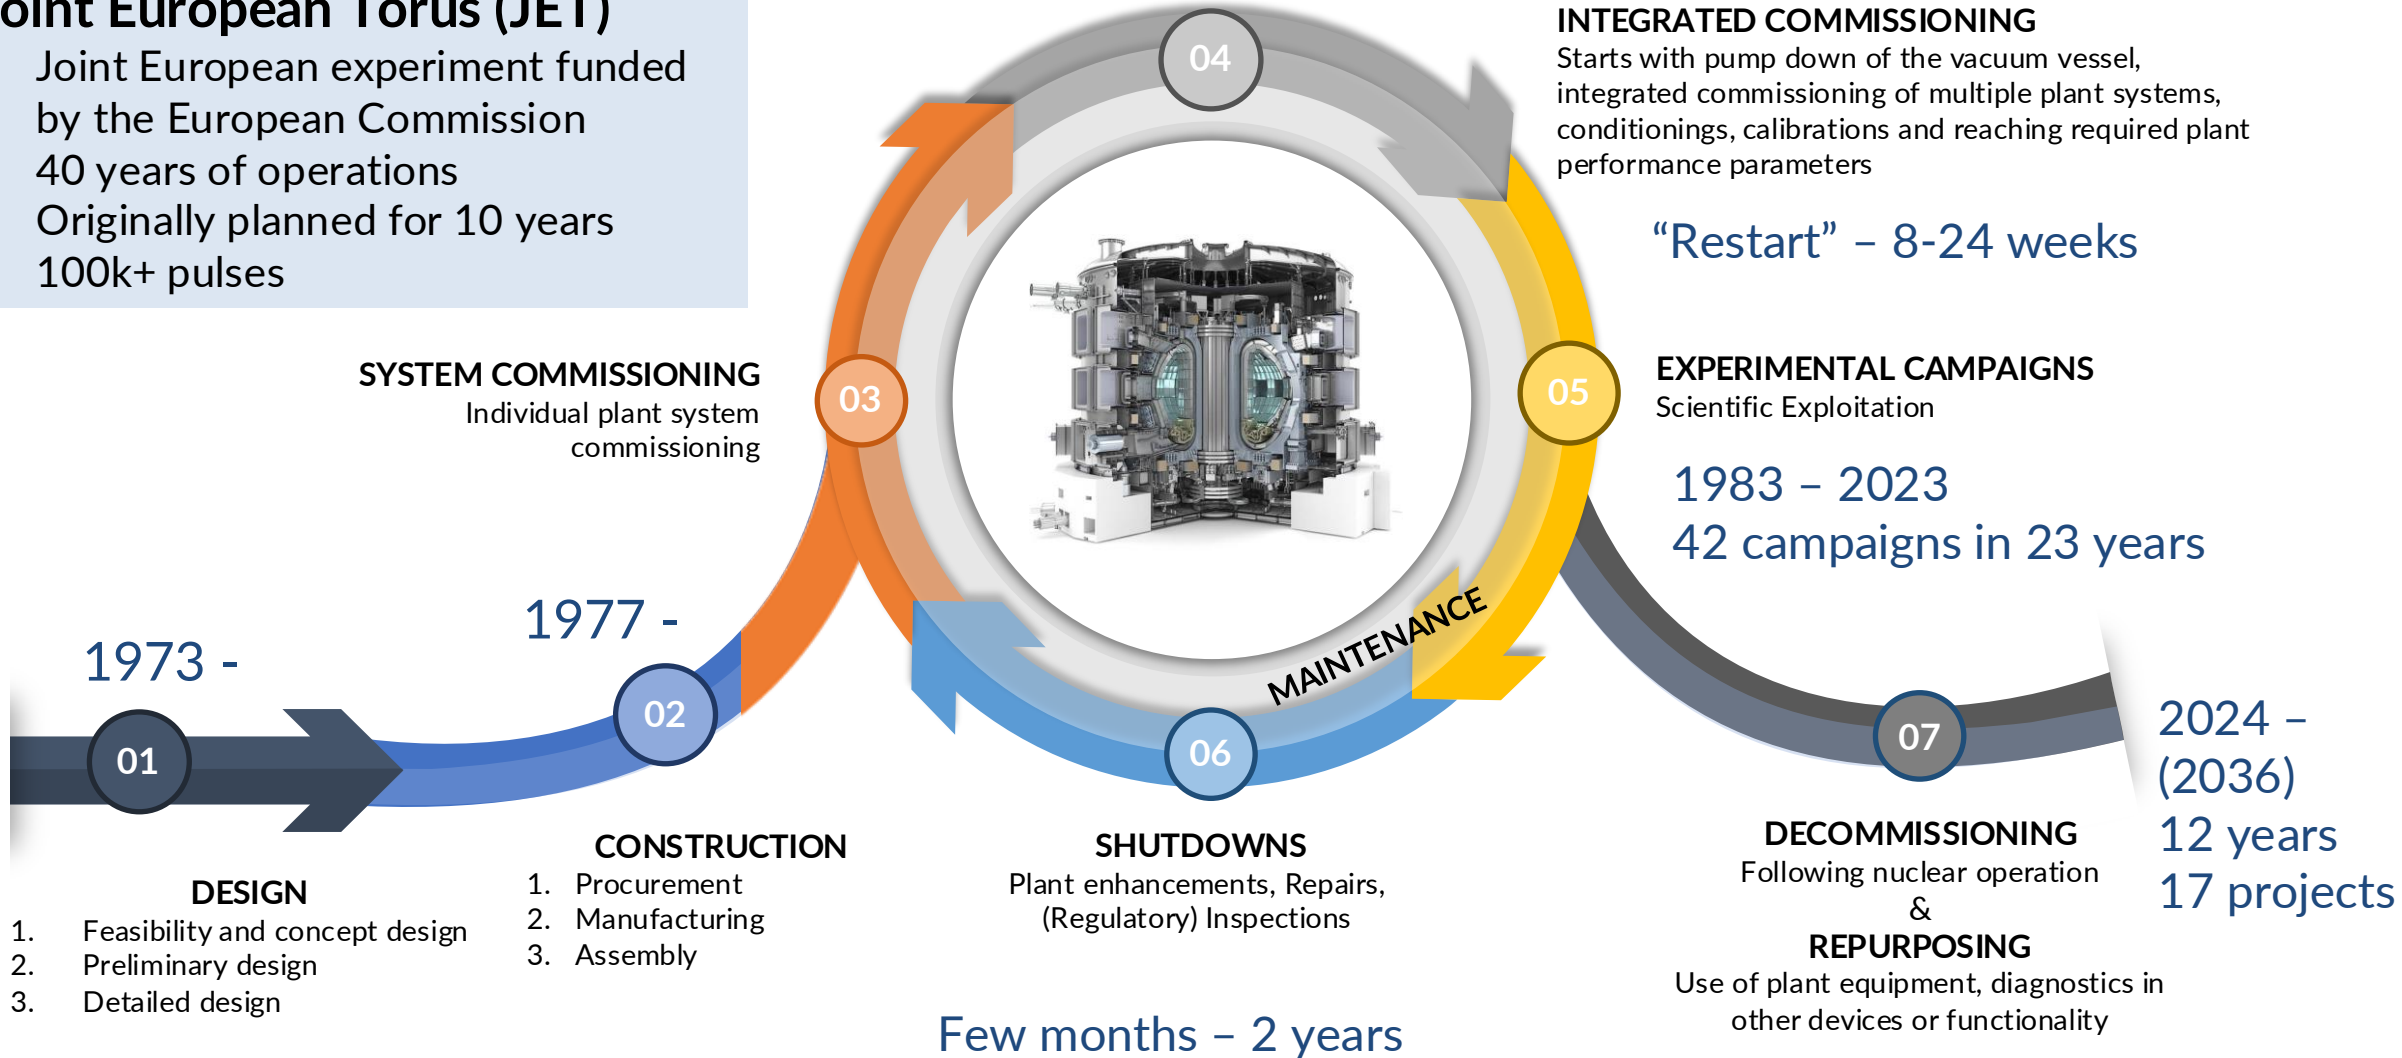 oint European Torus (JET)
Joint European experiment funded
by the European Commission
40 years of operations
Originally planned for 10 years
100k+ pulses
04
INTEGRATED COMMISSIONING
Starts with pump down of the vacuum vessel,
integrated commissioning of multiple plant systems,
conditionings, calibrations and reaching required plant
performance parameters
“Restart” – 8-24 weeks
SYSTEM COMMISSIONING
Individual plant system
commissioning
03
05
EXPERIMENTAL CAMPAIGNS
Scientific Exploitation
1983 – 2023
42 campaigns in 23 years
MAINTENANCE
1973 -
01
1977 -
02
06
07
2024 –
(2036)
12 years
17 projects
DESIGN
1. Feasibility and concept design
2. Preliminary design
3. Detailed design
CONSTRUCTION
1. Procurement
2. Manufacturing
3. Assembly
SHUTDOWNS
Plant enhancements, Repairs,
(Regulatory) Inspections
Few months – 2 years
DECOMMISSIONING
Following nuclear operation
&
REPURPOSING
Use of plant equipment, diagnostics in
other devices or functionality